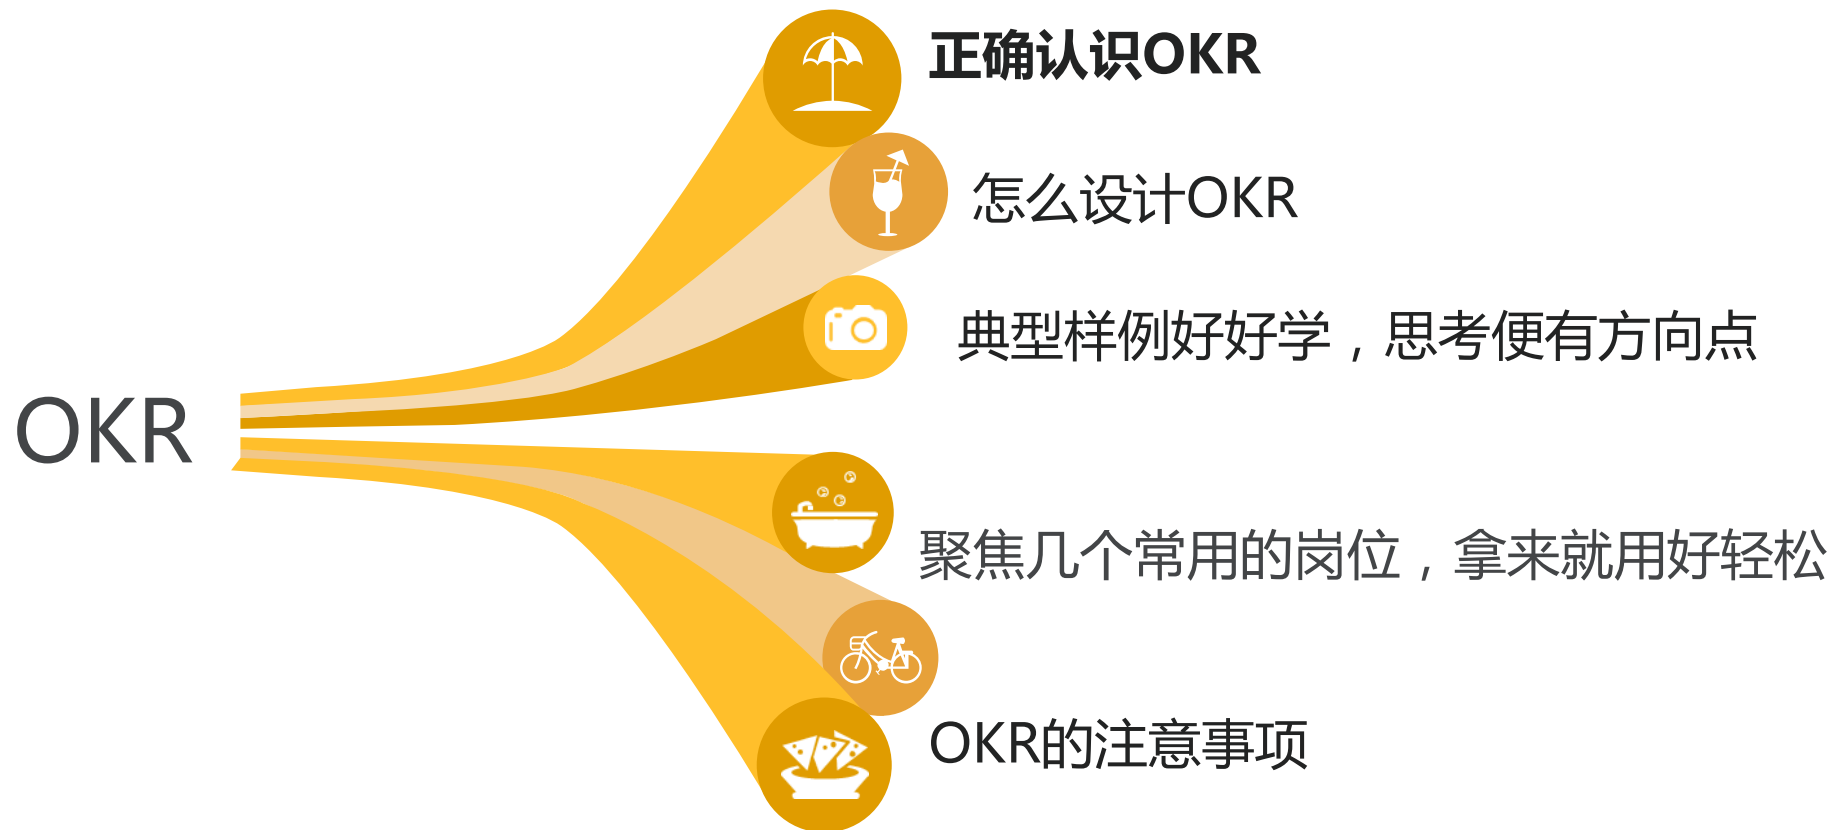 正确认识OKR
怎么设计OKR
典型样例好好学，思考便有方向点
OKR
聚焦几个常用的岗位，拿来就用好轻松
OKR的注意事项